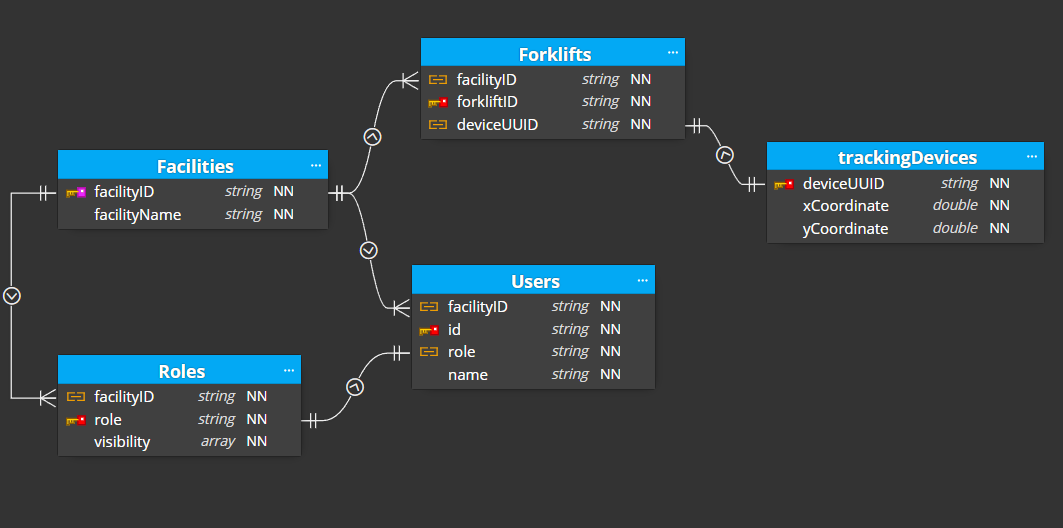 Forklifts ...
facilityID string NN
forkliftID string NN
deviceUUID string NN
Facilities ...
facilityID string NN
facilityName string NN
trackingDevices ...
deviceUUID string NN
xCoordinate double NN
yCoordinate double NN
Users ...
facilityID string NN
id string NN
role string NN
name string NN
Roles ...
facilityID string NN
role string NN
visibility array NN